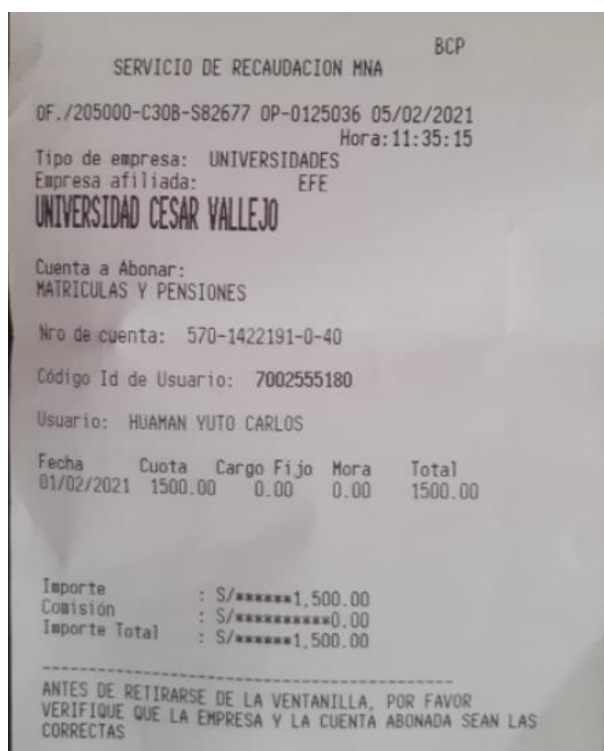 BCP
SERVICIO DE RECAUDACION MNA
OF./205000-C30B-S82677 OP-0125036 05/02/2021
Hora:11:35:15
Tipo de empresa: UNIVERSIDADES
Empresa afiliada: EFE
UNIVERSIDAD CESAR VALLEJO
Cuenta a Abonar:
MATRICULAS Y PENSIONES
Nro de cuenta: 570-1422191-0-40
Código Id de Usuario: 7002555180
Usuario: HUAMAN YUTO CARLOS
Fecha Cuota Cargo Fijo Mora Total
01/02/2021 1500.00 0.00 0.00 1500.00
Importe : S/******1,500.00
Comisión : S/**********0.00
Importe Total : S/******1,500.00
---------------------------------------------
ANTES DE RETIRARSE DE LA VENTANILLA, POR FAVOR
VERIFIQUE QUE LA EMPRESA Y LA CUENTA ABONADA SEAN LAS
CORRECTAS